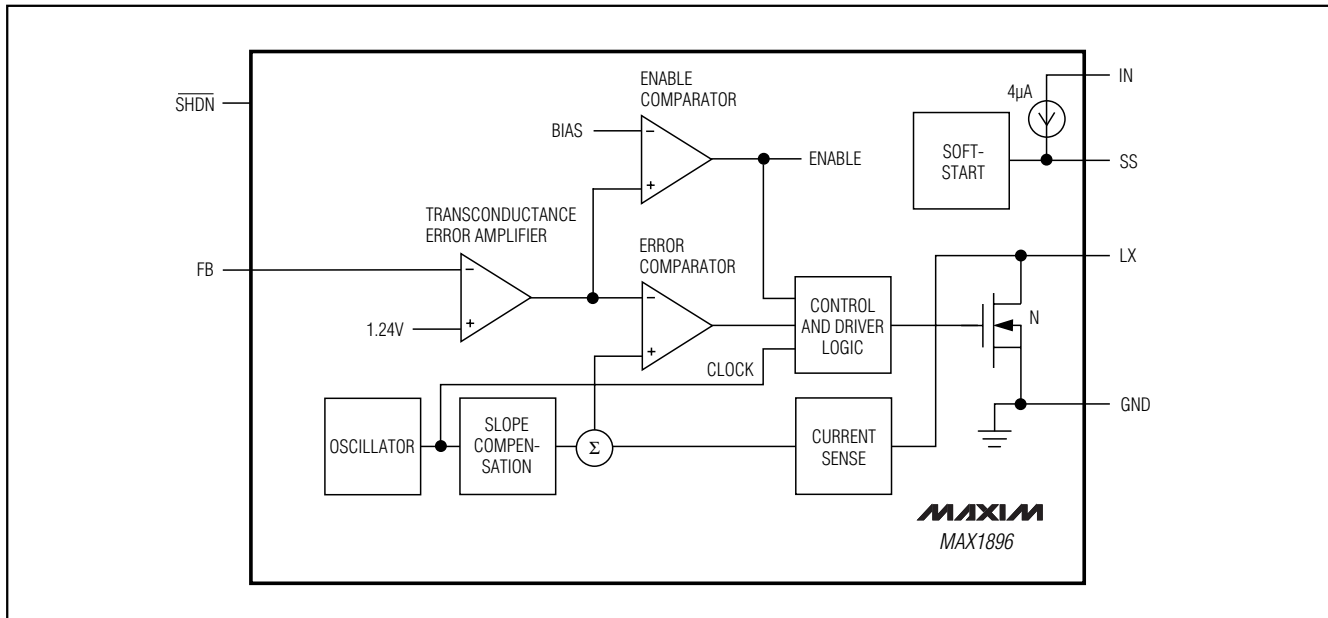 SHDN
FB
BIAS
ENABLE
COMPARATOR
−
+
ENABLE
TRANSCONDUCTANCE
ERROR AMPLIFIER
−
+
1.24V
ERROR
COMPARATOR
−
+
CLOCK
CONTROL
AND DRIVER
LOGIC
4µA
SOFT-
START
IN
SS
LX
N
GND
OSCILLATOR
SLOPE
COMPEN-
SATION
Σ
CURRENT
SENSE
MAXIM
MAX1896